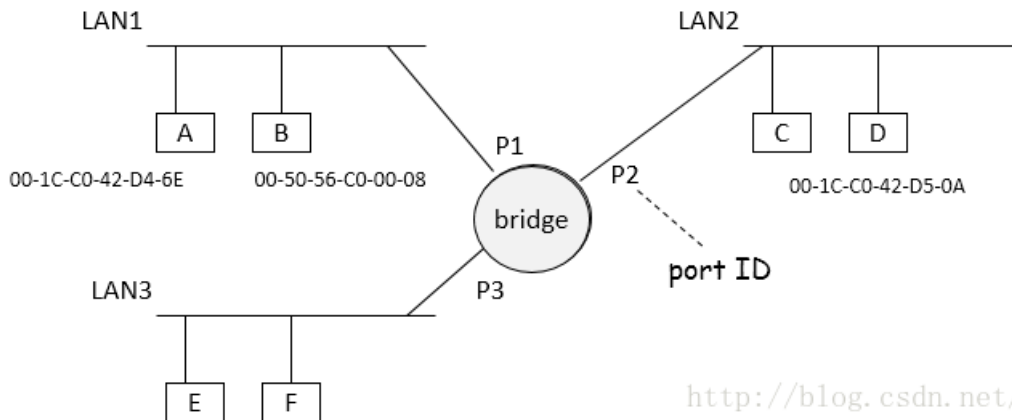 LAN1
LAN2
A
B
C
D
P1
00-1C-C0-42-D4-6E
00-50-56-C0-00-08
P2
00-1C-C0-42-D5-0A
bridge
port ID
LAN3
P3
E
F
http://blog.csdn.net/